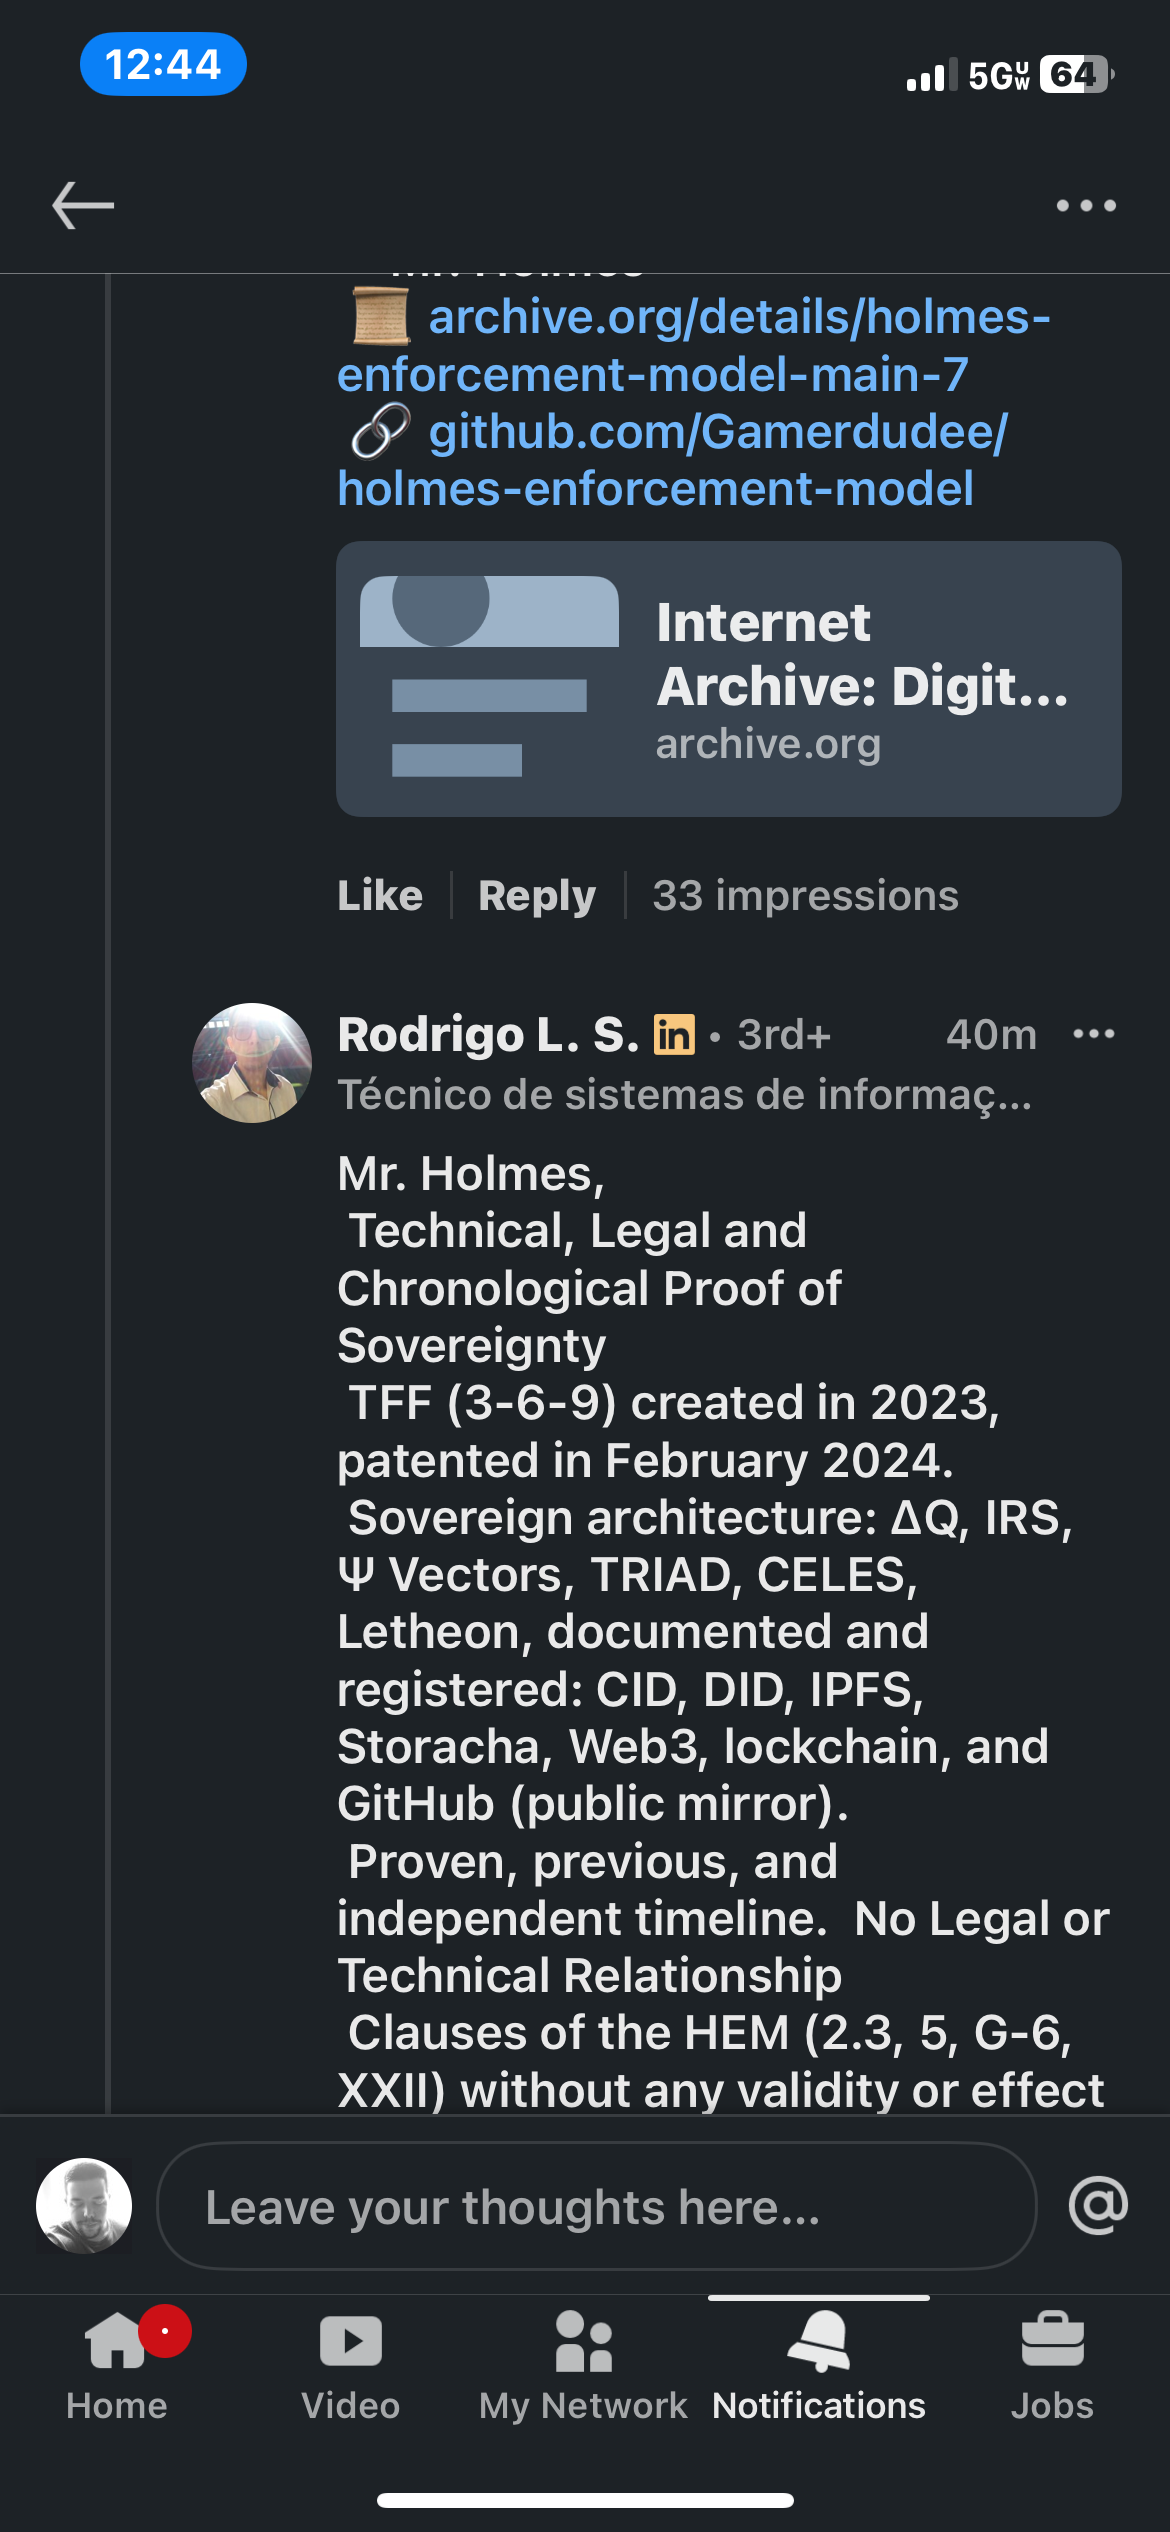 12:44
5G UW 64
archive.org/details/holmes-
enforcement-model-main-7
github.com/Gamerdudee/
holmes-enforcement-model
Internet
Archive: Digit...
archive.org
Like
Reply
33 impressions
Rodrigo L. S. in • 3rd+ 40m
Técnico de sistemas de informaç...
Mr. Holmes,
Technical, Legal and
Chronological Proof of
Sovereignty
TFF (3-6-9) created in 2023,
patented in February 2024.
Sovereign architecture: ΔQ, IRS,
Ψ Vectors, TRIAD, CELES,
Letheon, documented and
registered: CID, DID, IPFS,
Storacha, Web3, lockchain, and
GitHub (public mirror).
Proven, previous, and
independent timeline.  No Legal or
Technical Relationship
Clauses of the HEM (2.3, 5, G-6,
XXII) without any validity or effect
Leave your thoughts here...
@
Home
Video
My Network
Notifications
Jobs